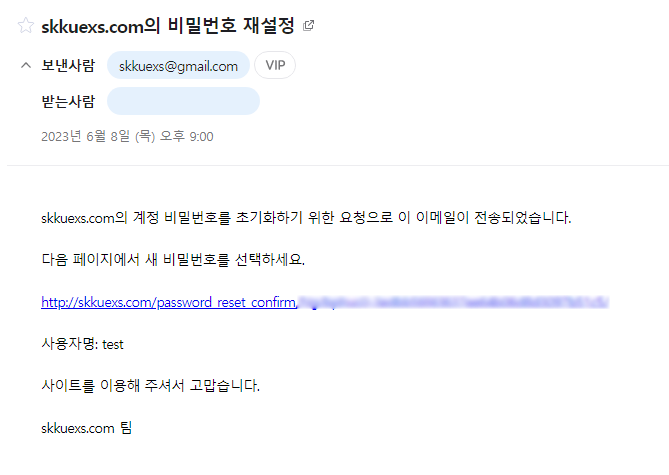 skkuexs.com의 비밀번호 재설정
보낸사람 skkuexs@gmail.com VIP
받는사람
2023년 6월 8일 (목) 오후 9:00
skkuexs.com의 계정 비밀번호를 초기화하기 위한 요청으로 이 이메일이 전송되었습니다.
다음 페이지에서 새 비밀번호를 선택하세요.
http://skkuexs.com/password_reset_confirm
사용자명: test
사이트를 이용해 주셔서 고맙습니다.
skkuexs.com 팀